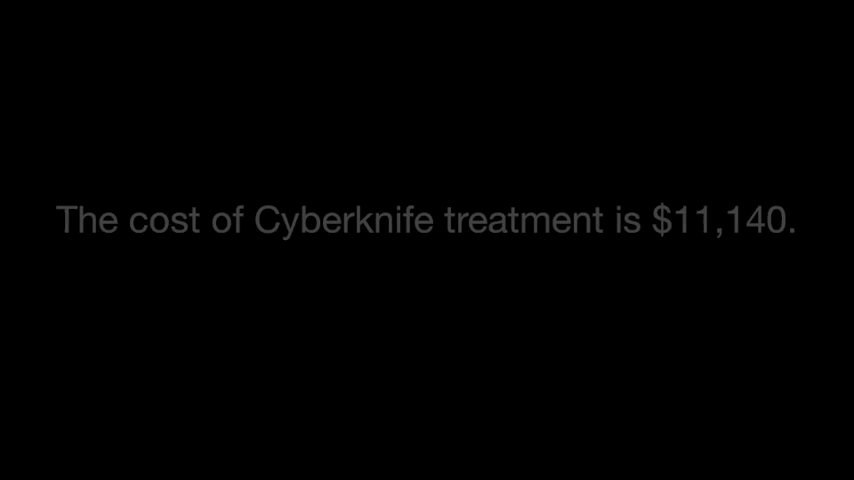 The cost of Cyberknife treatment is $11,140.